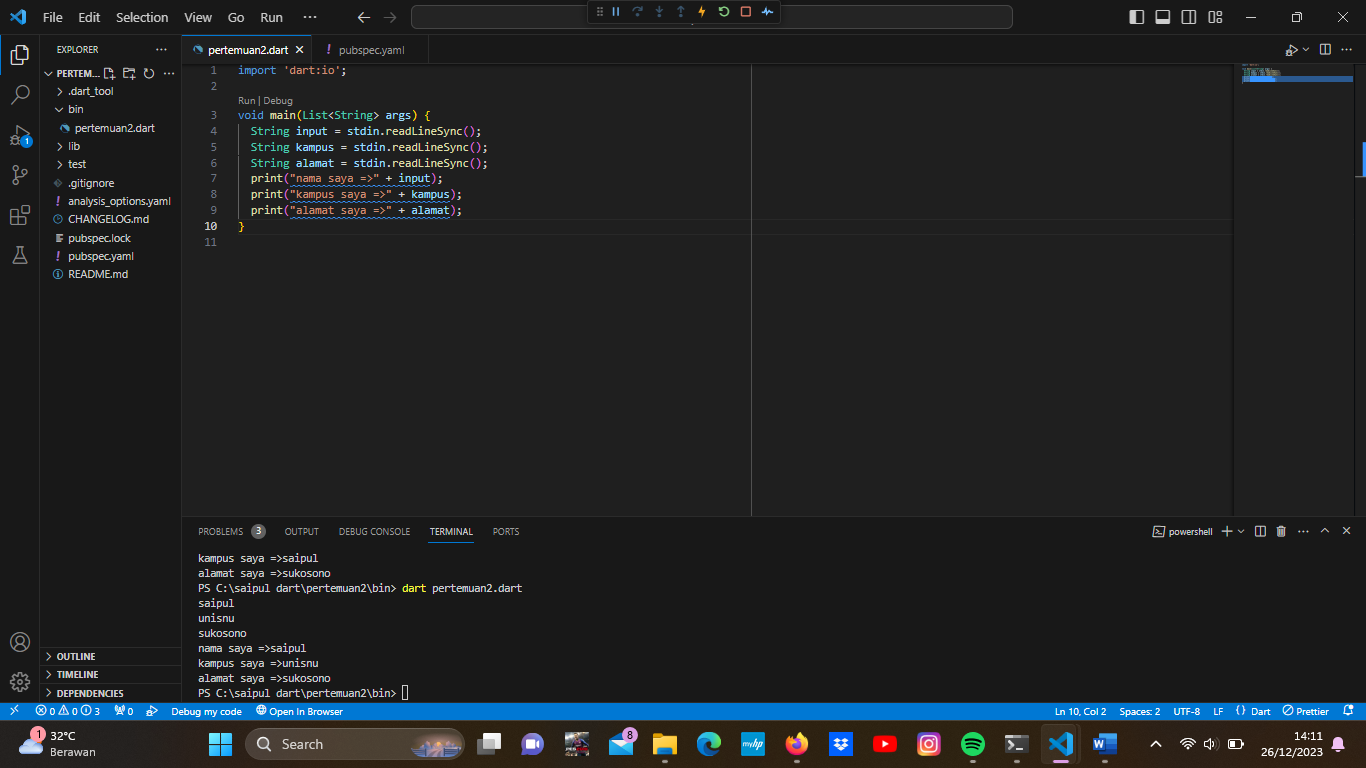 File Edit Selection View Go Run ···
EXPLORER ···
pertemuan2.dart
! pubspec.yaml
PERTEM...
.dart_tool
bin
pertemuan2.dart
lib
test
.gitignore
! analysis_options.yaml
CHANGELOG.md
pubspec.lock
! pubspec.yaml
README.md
OUTLINE
TIMELINE
DEPENDENCIES
1 import 'dart:io';
2
Run | Debug
3 void main(List<String> args) {
4 String input = stdin.readLineSync();
5 String kampus = stdin.readLineSync();
6 String alamat = stdin.readLineSync();
7 print("nama saya =>" + input);
8 print("kampus saya =>" + kampus);
9 print("alamat saya =>" + alamat);
10 }
11
PROBLEMS 3 OUTPUT DEBUG CONSOLE TERMINAL PORTS
powershell
kampus saya =>saipul
alamat saya =>sukosono
PS C:\saipul dart\pertemuan2\bin> dart pertemuan2.dart
saipul
unisnu
sukosono
nama saya =>saipul
kampus saya =>unisnu
alamat saya =>sukosono
PS C:\saipul dart\pertemuan2\bin>
0 0 3 0 Debug my code Open In Browser
Ln 10, Col 2 Spaces: 2 UTF-8 LF {} Dart Prettier
1
32°C
Berawan
Search
myhp
8
14:11
26/12/2023